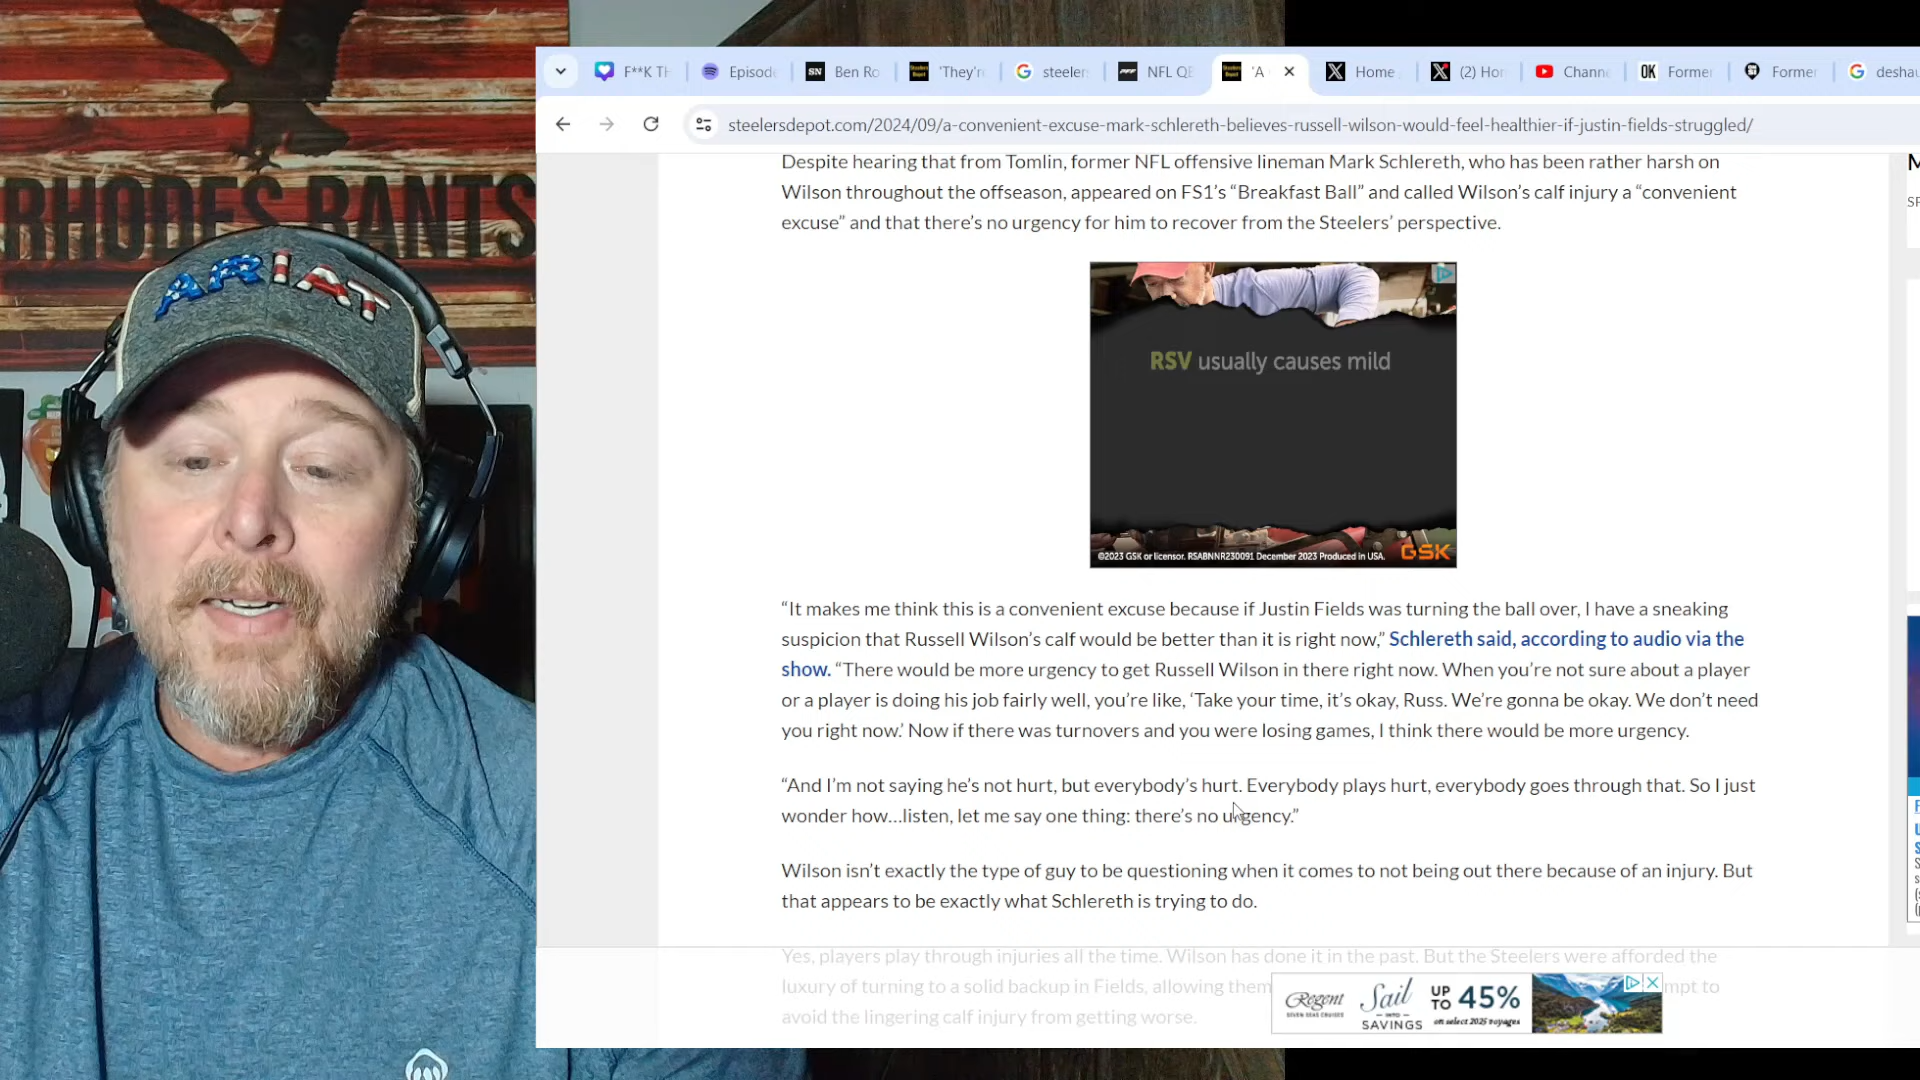 RHODES RANTS
ARIAT
F**K TH
Episode
SN
Ben Ro
'They're
steelers
NFL QB
'A
Home
(2) Hom
Channe
OK
Former
Former
deshau
steelersdepot.com/2024/09/a-convenient-excuse-mark-schlereth-believes-russell-wilson-would-feel-healthier-if-justin-fields-struggled/
Despite hearing that from Tomlin, former NFL offensive lineman Mark Schlereth, who has been rather harsh on
Wilson throughout the offseason, appeared on FS1’s “Breakfast Ball” and called Wilson’s calf injury a “convenient
excuse” and that there’s no urgency for him to recover from the Steelers’ perspective.
RSV usually causes mild
©2023 GSK or licensor. RSABNNR230091 December 2023 Produced in USA.
GSK
“It makes me think this is a convenient excuse because if Justin Fields was turning the ball over, I have a sneaking
suspicion that Russell Wilson’s calf would be better than it is right now,” Schlereth said, according to audio via the
show. “There would be more urgency to get Russell Wilson in there right now. When you’re not sure about a player
or a player is doing his job fairly well, you’re like, ‘Take your time, it’s okay, Russ. We’re gonna be okay. We don’t need
you right now.’ Now if there was turnovers and you were losing games, I think there would be more urgency.
“And I’m not saying he’s not hurt, but everybody’s hurt. Everybody plays hurt, everybody goes through that. So I just
wonder how…listen, let me say one thing: there’s no urgency.”
Wilson isn’t exactly the type of guy to be questioning when it comes to not being out there because of an injury. But
that appears to be exactly what Schlereth is trying to do.
Yes, players play through injuries all the time. Wilson has done it in the past. But the Steelers were afforded the
luxury of turning to a solid backup in Fields, allowing them
mpt to
avoid the lingering calf injury from getting worse.
Regent
SEVEN SEAS CRUISES
Sail
INTO
SAVINGS
UP TO 45%
on select 2025 voyages